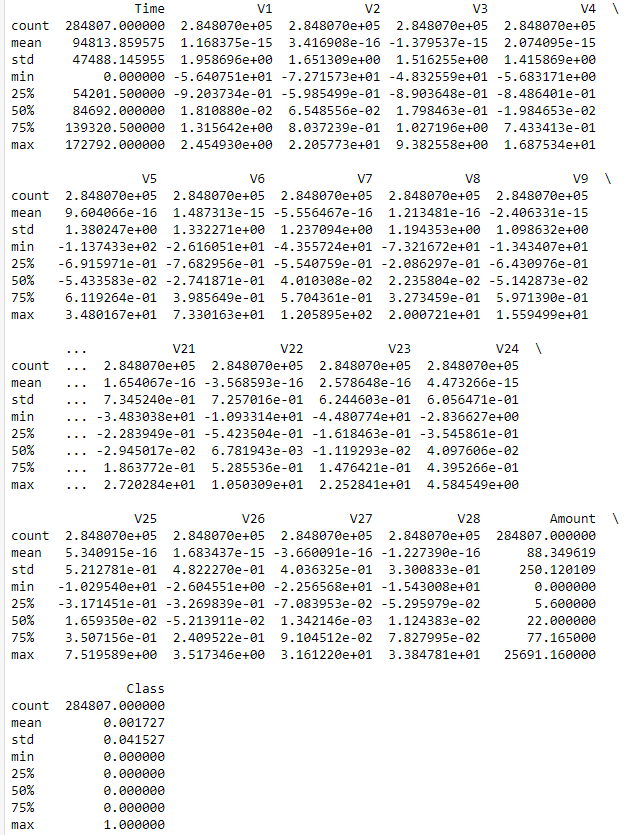 Time V1 V2 V3 V4 \
count 284807.000000 2.848070e+05 2.848070e+05 2.848070e+05 2.848070e+05
mean 94813.859575 1.168375e-15 3.416908e-16 -1.379537e-15 2.074095e-15
std 47488.145955 1.958696e+00 1.651309e+00 1.516255e+00 1.415869e+00
min 0.000000 -5.640751e+01 -7.271573e+01 -4.832559e+01 -5.683171e+00
25% 54201.500000 -9.203734e-01 -5.985499e-01 -8.903648e-01 -8.486401e-01
50% 84692.000000 1.810880e-02 6.548556e-02 1.798463e-01 -1.984653e-02
75% 139320.500000 1.315642e+00 8.037239e-01 1.027196e+00 7.433413e-01
max 172792.000000 2.454930e+00 2.205773e+01 9.382558e+00 1.687534e+01
V5 V6 V7 V8 V9 \
count 2.848070e+05 2.848070e+05 2.848070e+05 2.848070e+05 2.848070e+05
mean 9.604066e-16 1.487313e-15 -5.556467e-16 1.213481e-16 -2.406331e-15
std 1.380247e+00 1.332271e+00 1.237094e+00 1.194353e+00 1.098632e+00
min -1.137433e+02 -2.616051e+01 -4.355724e+01 -7.321672e+01 -1.343407e+01
25% -6.915971e-01 -7.682956e-01 -5.540759e-01 -2.086297e-01 -6.430976e-01
50% -5.433583e-02 -2.741871e-01 4.010308e-02 2.235804e-02 -5.142873e-02
75% 6.119264e-01 3.985649e-01 5.704361e-01 3.273459e-01 5.971390e-01
max 3.480167e+01 7.330163e+01 1.205895e+02 2.000721e+01 1.559499e+01
... V21 V22 V23 V24 \
count ... 2.848070e+05 2.848070e+05 2.848070e+05 2.848070e+05
mean ... 1.654067e-16 -3.568593e-16 2.578648e-16 4.473266e-15
std ... 7.345240e-01 7.257016e-01 6.244603e-01 6.056471e-01
min ... -3.483038e+01 -1.093314e+01 -4.480774e+01 -2.836627e+00
25% ... -2.283949e-01 -5.423504e-01 -1.618463e-01 -3.545861e-01
50% ... -2.945017e-02 6.781943e-03 -1.119293e-02 4.097606e-02
75% ... 1.863772e-01 5.285536e-01 1.476421e-01 4.395266e-01
max ... 2.720284e+01 1.050309e+01 2.252841e+01 4.584549e+00
V25 V26 V27 V28 Amount \
count 2.848070e+05 2.848070e+05 2.848070e+05 2.848070e+05 284807.000000
mean 5.340915e-16 1.683437e-15 -3.660091e-16 -1.227390e-16 88.349619
std 5.212781e-01 4.822270e-01 4.036325e-01 3.300833e-01 250.120109
min -1.029540e+01 -2.604551e+00 -2.256568e+01 -1.543008e+01 0.000000
25% -3.171451e-01 -3.269839e-01 -7.083953e-02 -5.295979e-02 5.600000
50% 1.659350e-02 -5.213911e-02 1.342146e-03 1.124383e-02 22.000000
75% 3.507156e-01 2.409522e-01 9.104512e-02 7.827995e-02 77.165000
max 7.519589e+00 3.517346e+00 3.161220e+01 3.384781e+01 25691.160000
Class
count 284807.000000
mean 0.001727
std 0.041527
min 0.000000
25% 0.000000
50% 0.000000
75% 0.000000
max 1.000000